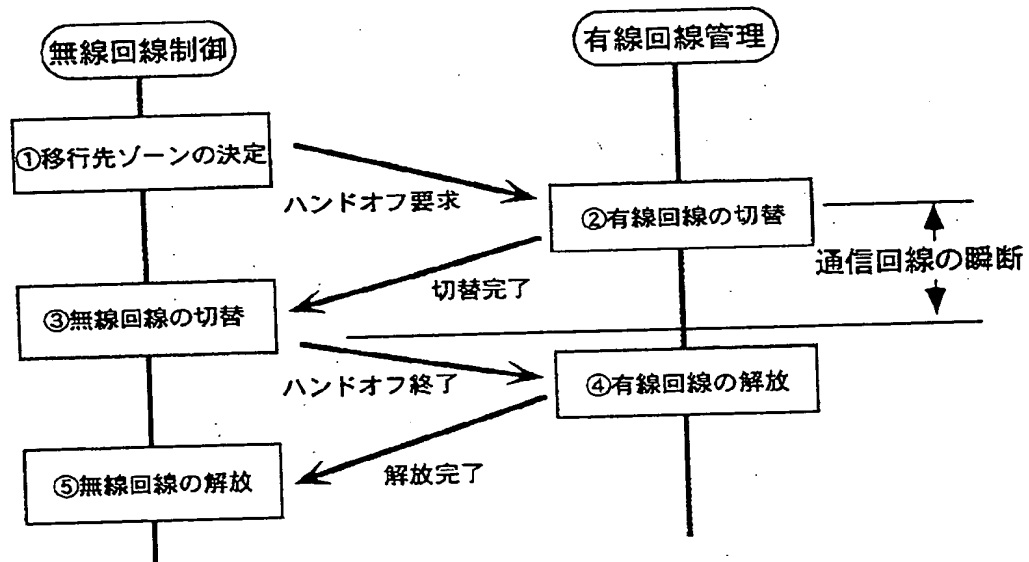 無線回線制御
有線回線管理
①移行先ゾーンの決定
ハンドオフ要求
②有線回線の切替
通信回線の瞬断
切替完了
③無線回線の切替
ハンドオフ終了
④有線回線の解放
解放完了
⑤無線回線の解放